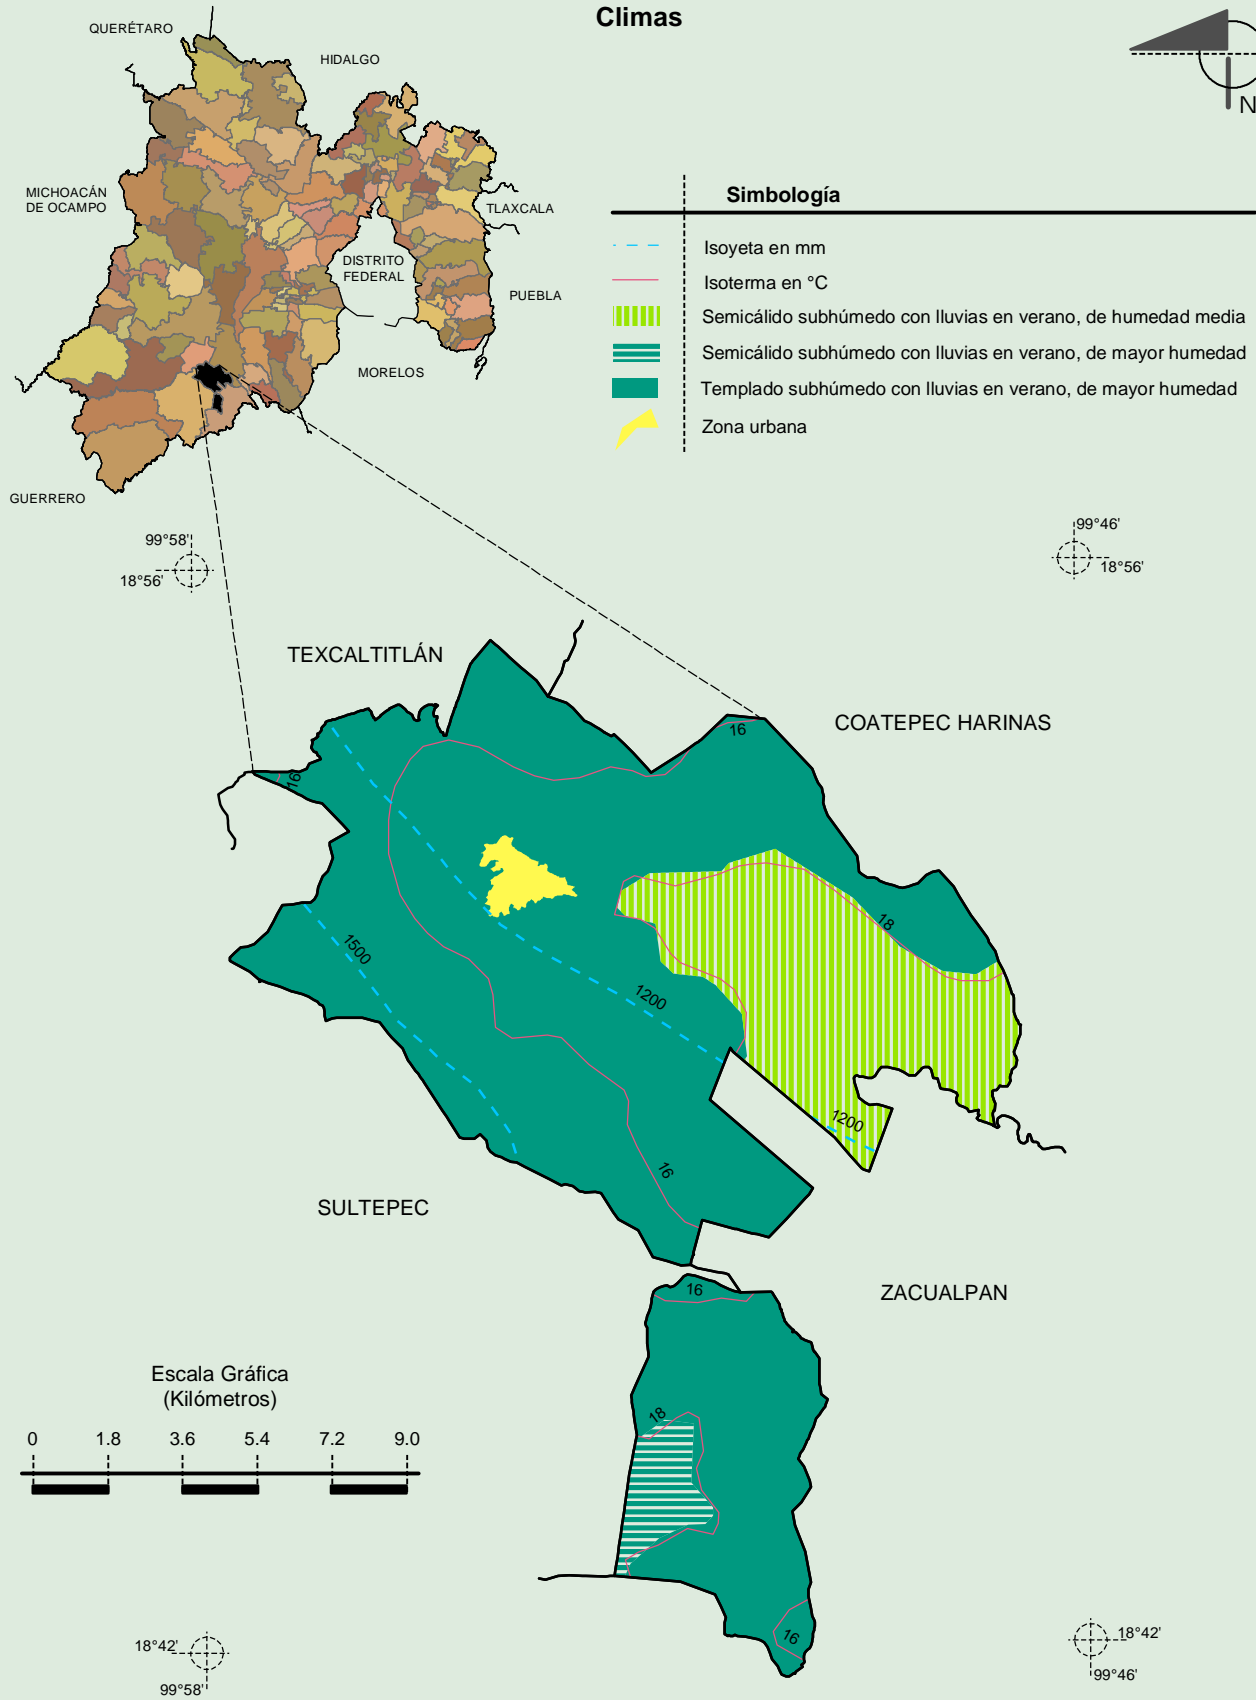 Climas
N
QUERÉTARO
HIDALGO
MICHOACÁN
DE OCAMPO
TLAXCALA
DISTRITO
FEDERAL
PUEBLA
MORELOS
GUERRERO
Simbología
Isoyeta en mm
Isoterma en °C
Semicálido subhúmedo con lluvias en verano, de humedad media
Semicálido subhúmedo con lluvias en verano, de mayor humedad
Templado subhúmedo con lluvias en verano, de mayor humedad
Zona urbana
99°58'
18°56'
99°46'
18°56'
TEXCALTITLÁN
COATEPEC HARINAS
16
16
18
1500
1200
1200
16
SULTEPEC
ZACUALPAN
16
18
16
Escala Gráfica
(Kilómetros)
0 1.8 3.6 5.4 7.2 9.0
18°42'
99°58'
18°42'
99°46'